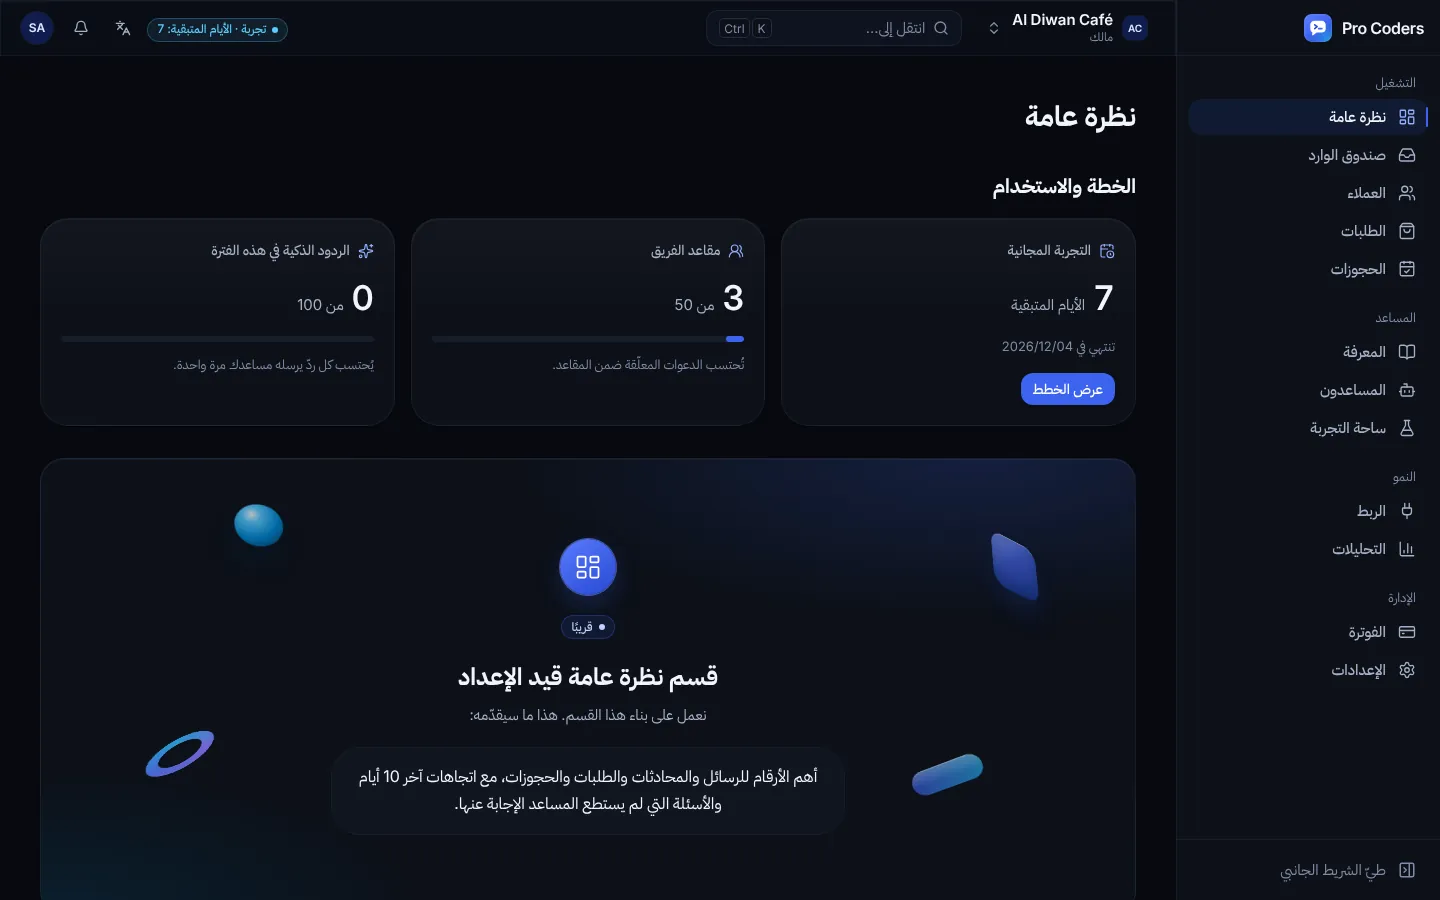 Pro Coders
التشغيل
نظرة عامة
صندوق الوارد
العملاء
الطلبات
الحجوزات
المساعد
المعرفة
المساعدون
ساحة التجربة
النمو
الربط
التحليلات
الإدارة
الفوترة
الإعدادات
طيّ الشريط الجانبي
AC
Al Diwan Café
مالك
انتقل إلى...
Ctrl K
تجربة · الأيام المتبقية: 7
SA
نظرة عامة
الخطة والاستخدام
التجربة المجانية
7 الأيام المتبقية
تنتهي في 2026/12/04
عرض الخطط
مقاعد الفريق
3 من 50
تُحتسب الدعوات المعلّقة ضمن المقاعد.
الردود الذكية في هذه الفترة
0 من 100
يُحتسب كل ردّ يرسله مساعدك مرة واحدة.
قريبًا
قسم نظرة عامة قيد الإعداد
نعمل على بناء هذا القسم. هذا ما سيقدّمه:
أهم الأرقام للرسائل والمحادثات والطلبات والحجوزات، مع اتجاهات آخر 10 أيام
والأسئلة التي لم يستطع المساعد الإجابة عنها.